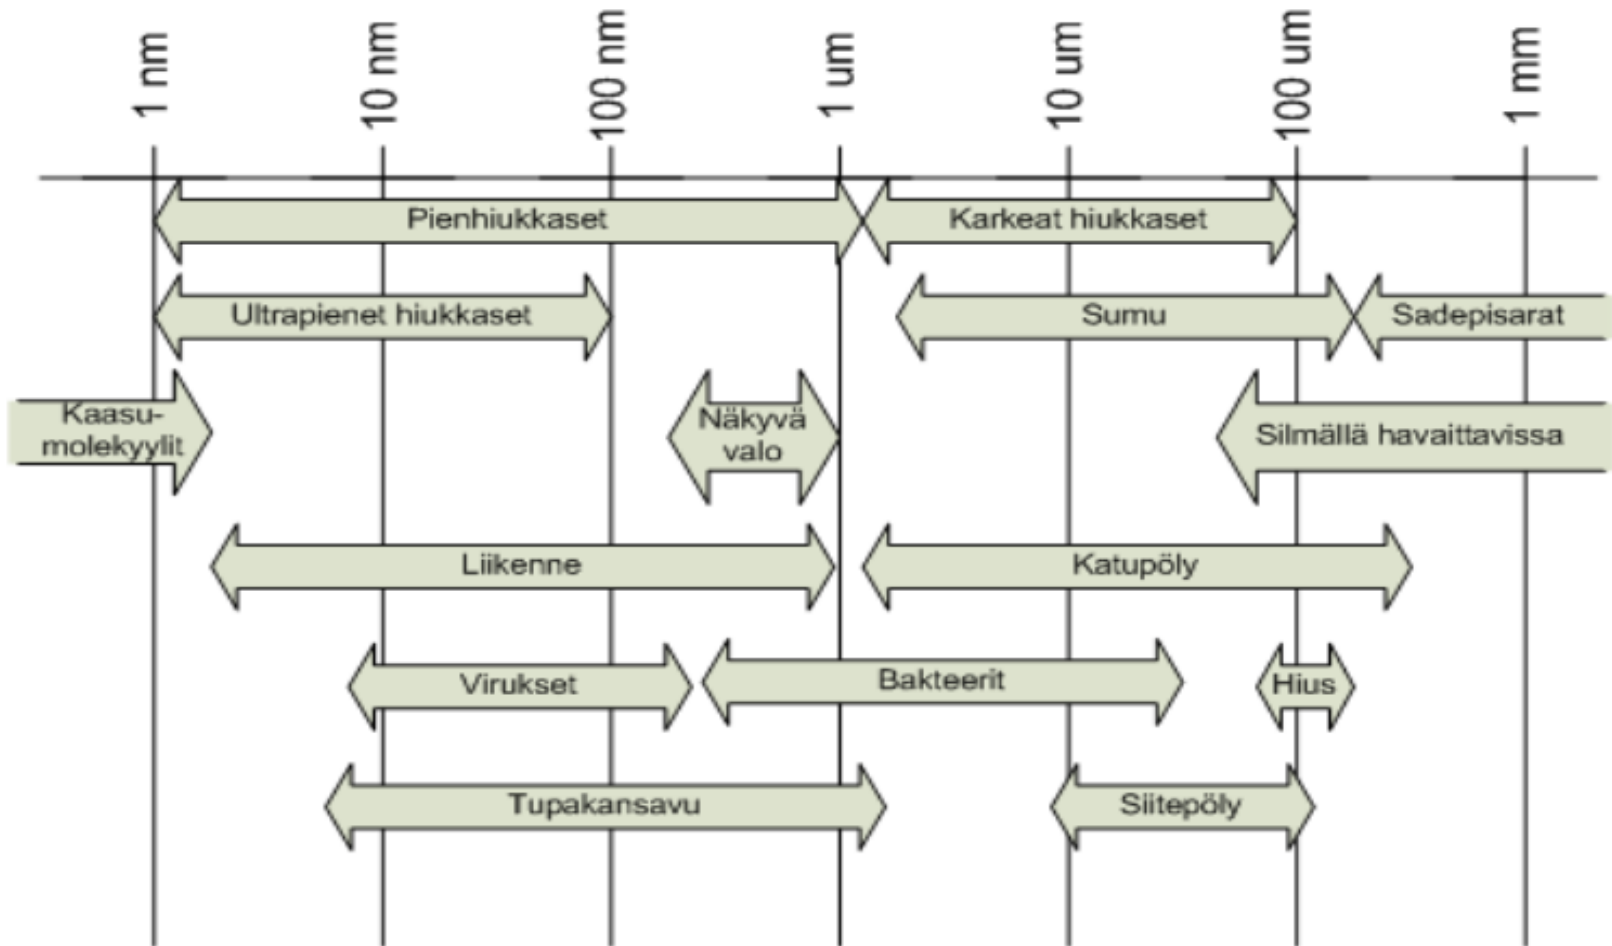 1 nm
10 nm
100 nm
1 um
10 um
100 um
1 mm
Pienhiukkaset
Karkeat hiukkaset
Ultrapienet hiukkaset
Sumu
Sadepisarat
Kaasu-
molekyylit
Näkyvä
valo
Silmällä havaittavissa
Liikenne
Katupöly
Virukset
Bakteerit
Hius
Tupakansavu
Siitepöly